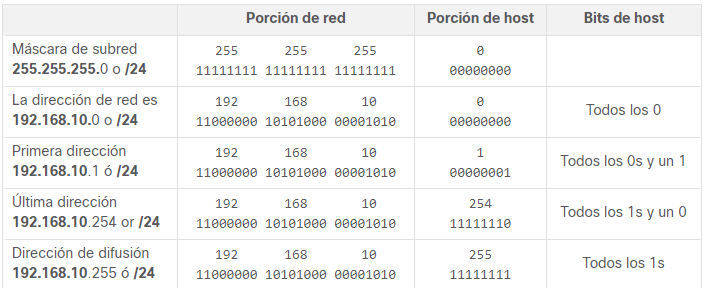 Porción de red Porción de host Bits de host
Máscara de subred 255 255 255 0
255.255.255.0 o /24 11111111 11111111 11111111 00000000
La dirección de red es 192 168 10 0
192.168.10.0 o /24 11000000 10101000 00001010 00000000 Todos los 0
Primera dirección 192 168 10 1
192.168.10.1 ó /24 11000000 10101000 00001010 00000001 Todos los 0s y un 1
Última dirección 192 168 10 254
192.168.10.254 or /24 11000000 10101000 00001010 11111110 Todos los 1s y un 0
Dirección de difusión 192 168 10 255
192.168.10.255 ó /24 11000000 10101000 00001010 11111111 Todos los 1s